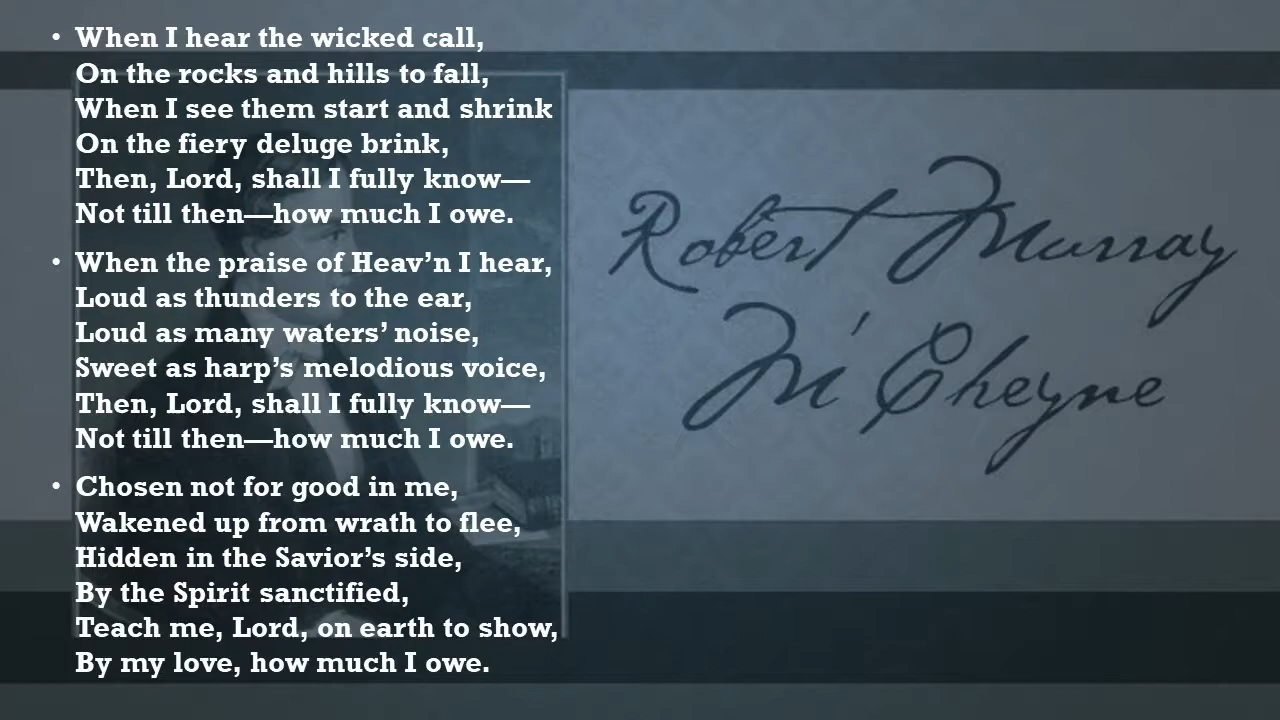 • When I hear the wicked call,
On the rocks and hills to fall,
When I see them start and shrink
On the fiery deluge brink,
Then, Lord, shall I fully know—
Not till then—how much I owe.
• When the praise of Heav’n I hear,
Loud as thunders to the ear,
Loud as many waters’ noise,
Sweet as harp’s melodious voice,
Then, Lord, shall I fully know—
Not till then—how much I owe.
• Chosen not for good in me,
Wakened up from wrath to flee,
Hidden in the Savior’s side,
By the Spirit sanctified,
Teach me, Lord, on earth to show,
By my love, how much I owe.
Robert Murray
M'Cheyne